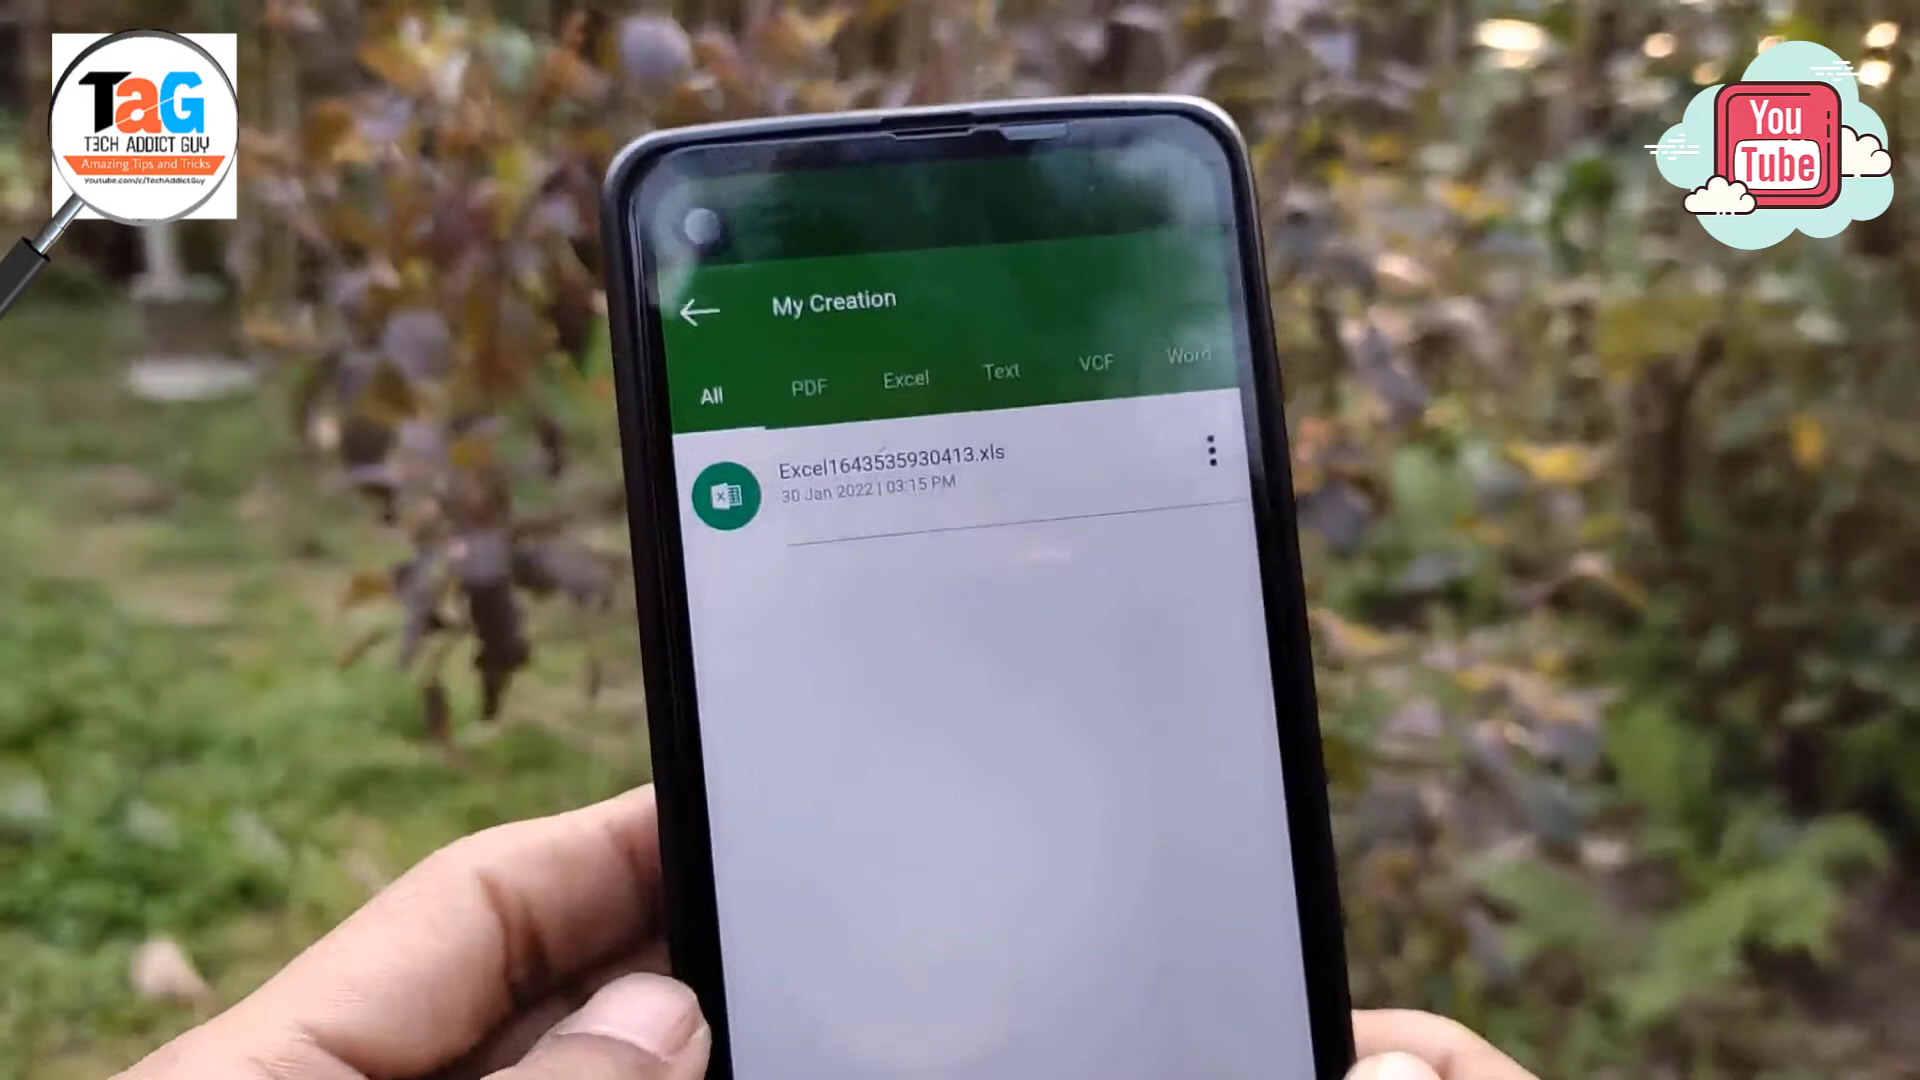 TaG
T3CH ADDICT GUY
Amazing Tips and Tricks
Youtube.com/c/TechAddictGuy
You
Tube
My Creation
All
PDF
Excel
Text
VCF
Word
Excel1643535930413.xls
30 Jan 2022 | 03:15 PM